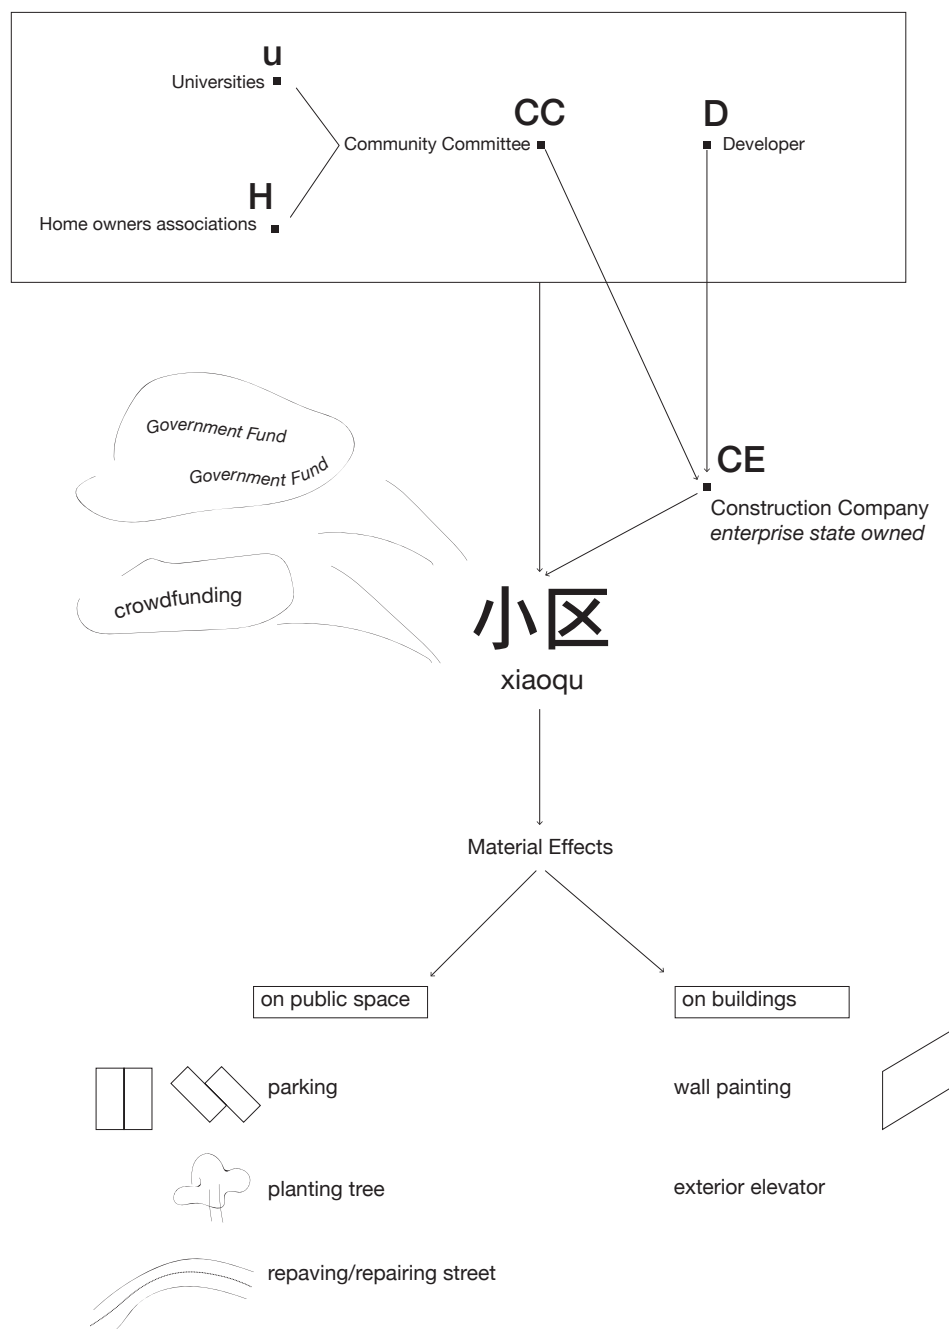 u
Universities
CC
Community Committee
D
Developer
H
Home owners associations
Government Fund
Government Fund
CE
Construction Company
enterprise state owned
crowdfunding
小区
xiaoqu
Material Effects
on public space
on buildings
parking
wall painting
planting tree
exterior elevator
repaving/repairing street